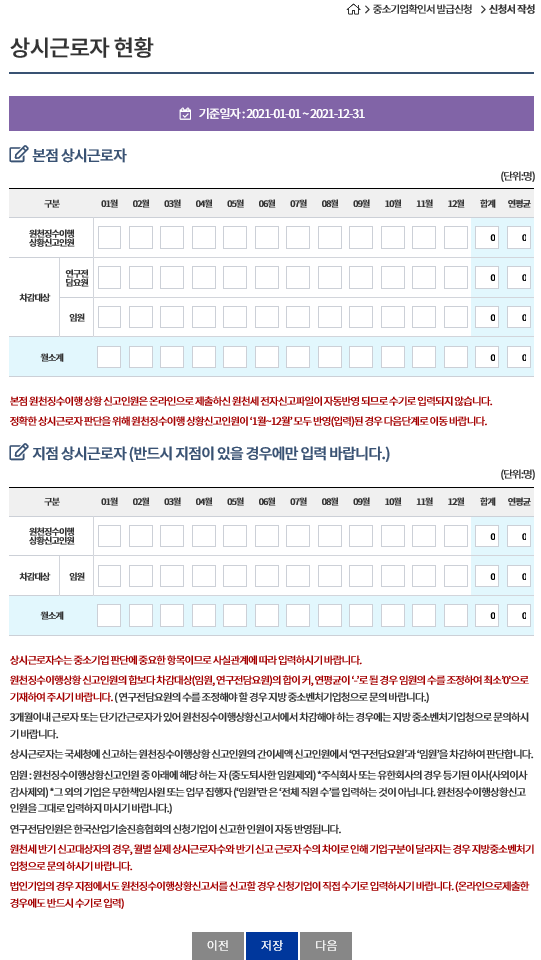 중소기업확인서 발급신청 > 신청서 작성
상시근로자 현황
기준일자 : 2021-01-01 ~ 2021-12-31
본점 상시근로자
(단위:명)
구분 01월 02월 03월 04월 05월 06월 07월 08월 09월 10월 11월 12월 합계 연평균
원천징수이행
상황신고인원 0 0
차감대상
연구전
담요원 0 0
임원 0 0
월소계 0 0
본점 원천징수이행 상황 신고인원은 온라인으로 제출하신 원천세 전자신고파일이 자동반영 되므로 수기로 입력되지 않습니다.
정확한 상시근로자 판단을 위해 원천징수이행 상황신고인원이 ‘1월~12월’ 모두 반영(입력)된 경우 다음단계로 이동 바랍니다.
지점 상시근로자 (반드시 지점이 있을 경우에만 입력 바랍니다.)
(단위:명)
구분 01월 02월 03월 04월 05월 06월 07월 08월 09월 10월 11월 12월 합계 연평균
원천징수이행
상황신고인원 0 0
차감대상 임원 0 0
월소계 0 0
상시근로자수는 중소기업 판단에 중요한 항목이므로 사실관계에 따라 입력하시기 바랍니다.
원천징수이행상황 신고인원의 합보다 차감대상(임원, 연구전담요원)의 합이 커, 연평균이 ‘-’로 될 경우 임원의 수를 조정하여 최소‘0’으로
기재하여 주시기 바랍니다. ( 연구전담요원의 수를 조정해야 할 경우 지방 중소벤처기업청으로 문의 바랍니다.)
3개월이내 근로자 또는 단기간근로자가 있어 원천징수이행상황신고서에서 차감해야 하는 경우에는 지방 중소벤처기업청으로 문의하시
기 바랍니다.
상시근로자는 국세청에 신고하는 원천징수이행상황 신고인원의 간이세액 신고인원에서 ‘연구전담요원’과 ‘임원’을 차감하여 판단합니다.
임원 : 원천징수이행상황신고인원 중 아래에 해당 하는 자 (중도퇴사한 임원제외) *주식회사 또는 유한회사의 경우 등기된 이사(사외이사
감사제외) *그 외의 기업은 무한책임사원 또는 업무 집행자 (‘임원’란 은 ‘전체 직원 수’를 입력하는 것이 아닙니다. 원천징수이행상황신고
인원을 그대로 입력하지 마시기 바랍니다.)
연구전담인원은 한국산업기술진흥협회의 신청기업이 신고한 인원이 자동 반영됩니다.
원천세 반기 신고대상자의 경우, 월별 실제 상시근로자수와 반기 신고 근로자 수의 차이로 인해 기업구분이 달라지는 경우 지방중소벤처기
업청으로 문의 하시기 바랍니다.
법인기업의 경우 지점에서도 원천징수이행상황신고서를 신고할 경우 신청기업이 직접 수기로 입력하시기 바랍니다. (온라인으로제출한
경우에도 반드시 수기로 입력)
이전 저장 다음